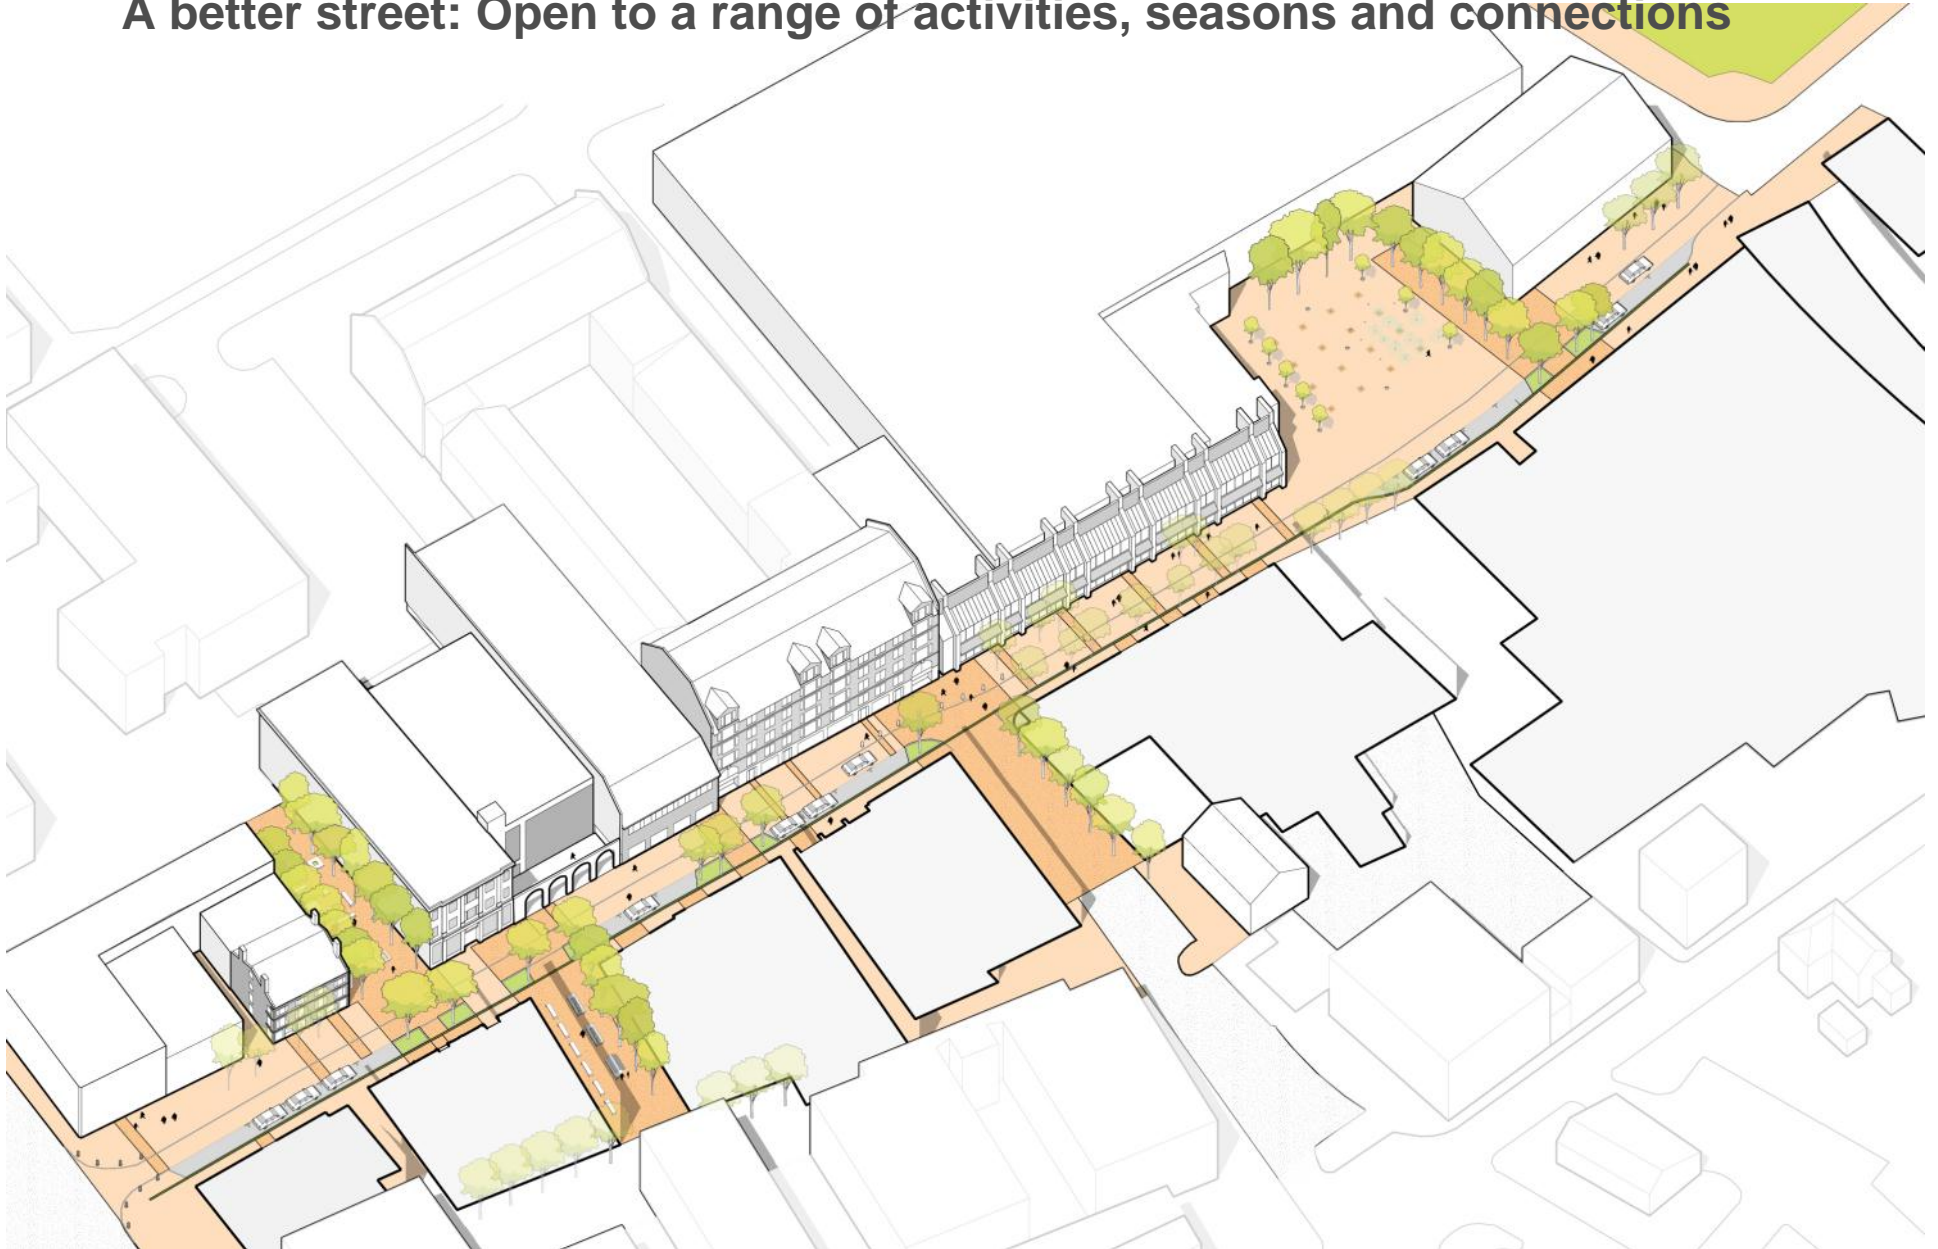 A better street: Open to a range of activities, seasons and connections